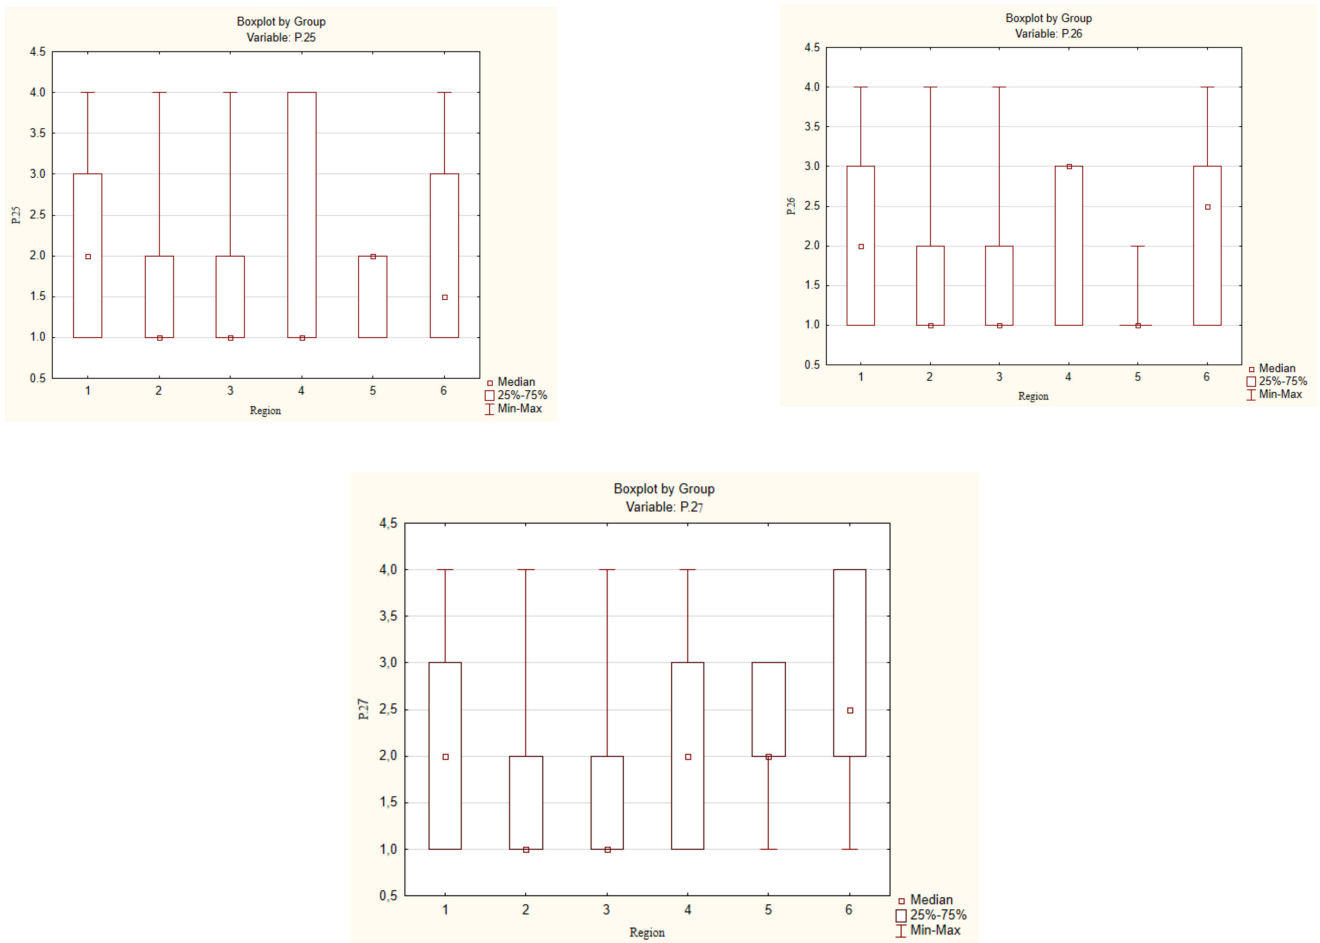 Boxplot by Group
Variable: P.25
4.5
4.0
3.5
3.0
2.5
2.0
1.5
1.0
0.5
P.25
1 2 3 4 5 6
Region
Median
25%-75%
Min-Max
Boxplot by Group
Variable: P.26
4.5
4.0
3.5
3.0
2.5
2.0
1.5
1.0
0.5
P.26
1 2 3 4 5 6
Region
Median
25%-75%
Min-Max
Boxplot by Group
Variable: P.27
4,5
4,0
3,5
3,0
2,5
2,0
1,5
1,0
0,5
P.27
1 2 3 4 5 6
Region
Median
25%-75%
Min-Max